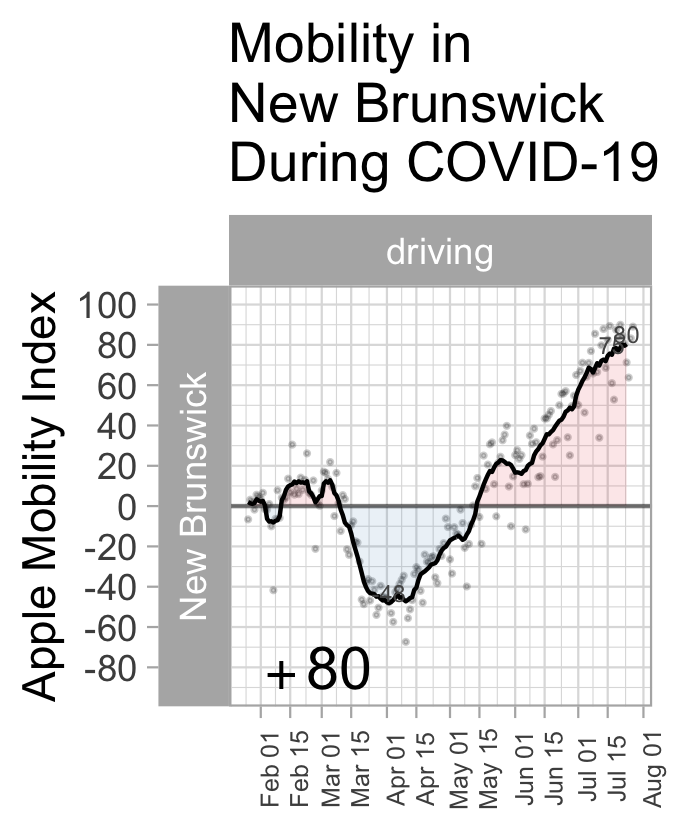 Mobility in
New Brunswick
During COVID-19
driving
Apple Mobility Index
New Brunswick
100
80
60
40
20
0
-20
-40
-60
-80
80
-48
+80
Feb 01
Feb 15
Mar 01
Mar 15
Apr 01
Apr 15
May 01
May 15
Jun 01
Jun 15
Jul 01
Jul 15
Aug 01